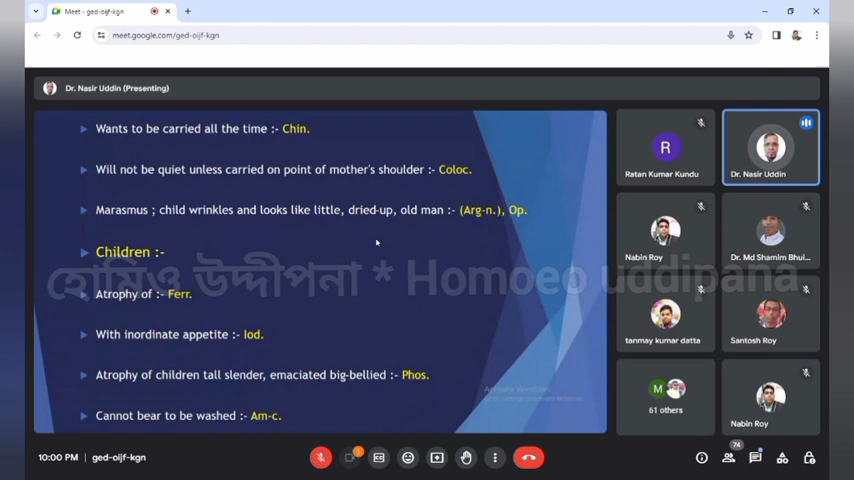 Meet - ged-oijf-kgn
meet.google.com/ged-oijf-kgn
Dr. Nasir Uddin (Presenting)
Wants to be carried all the time :- Chin.
Will not be quiet unless carried on point of mother's shoulder :- Coloc.
Marasmus ; child wrinkles and looks like little, dried-up, old man :- (Arg-n.), Op.
Children :-
হোমিও উদ্দীপনা * Homoeo uddipana
Atrophy of :- Ferr.
With inordinate appetite :- Iod.
Atrophy of children tall slender, emaciated big-bellied :- Phos.
Cannot bear to be washed :- Am-c.
Activate Windows
R
Ratan Kumar Kundu
Dr. Nasir Uddin
Nabin Roy
Dr. Md Shamim Bhui...
tanmay kumar datta
Santosh Roy
M
61 others
Nabin Roy
10:00 PM
ged-oijf-kgn
1
74